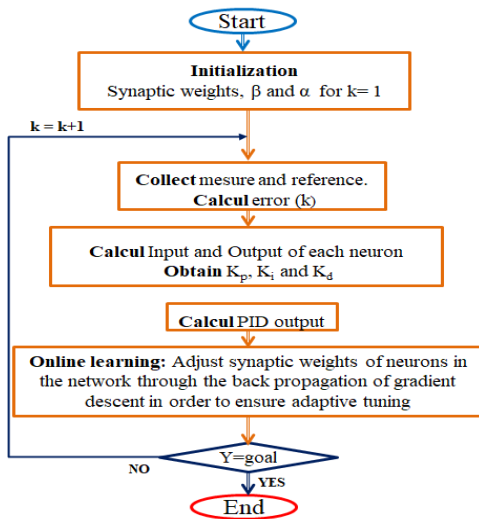 Start
Initialization
Synaptic weights, β and α for k= 1
k = k+1
Collect mesure and reference.
Calcul error (k)
Calcul Input and Output of each neuron
Obtain Kp, Ki and Kd
Calcul PID output
Online learning: Adjust synaptic weights of neurons in
the network through the back propagation of gradient
descent in order to ensure adaptive tuning
Y=goal
NO
YES
End